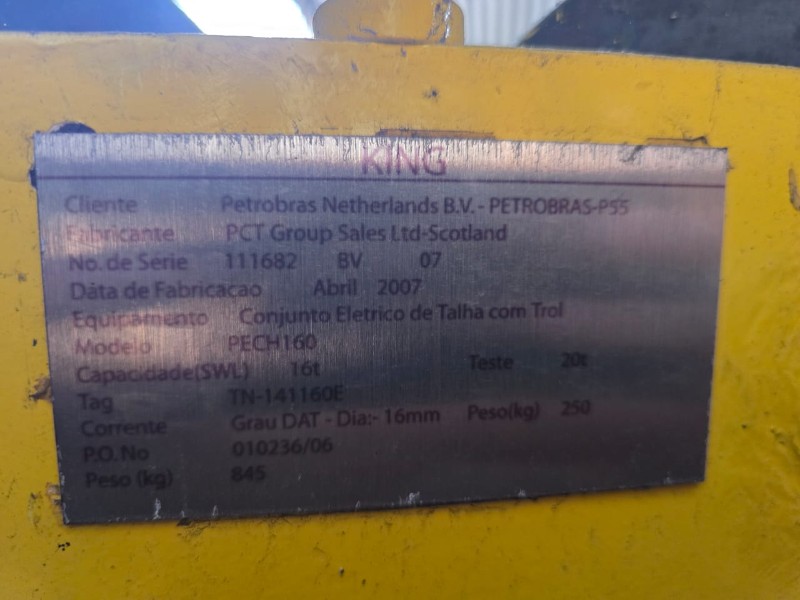 KING
Cliente Petrobras Netherlands B.V.- PETROBRAS-P55
Fabricante PCT Group Sales Ltd-Scotland
No. de Serie 111682 BV 07
Data de Fabricacao Abril 2007
Equipamento Conjunto Eletrico de Talha com Trol
Modelo PECH160
Capacidade(SWL) 16t Teste 20t
Tag TN-141160E
Corrente Grau DAT - Dia:- 16mm Peso(kg) 250
P.O. No 010236/06
Peso (kg) 845